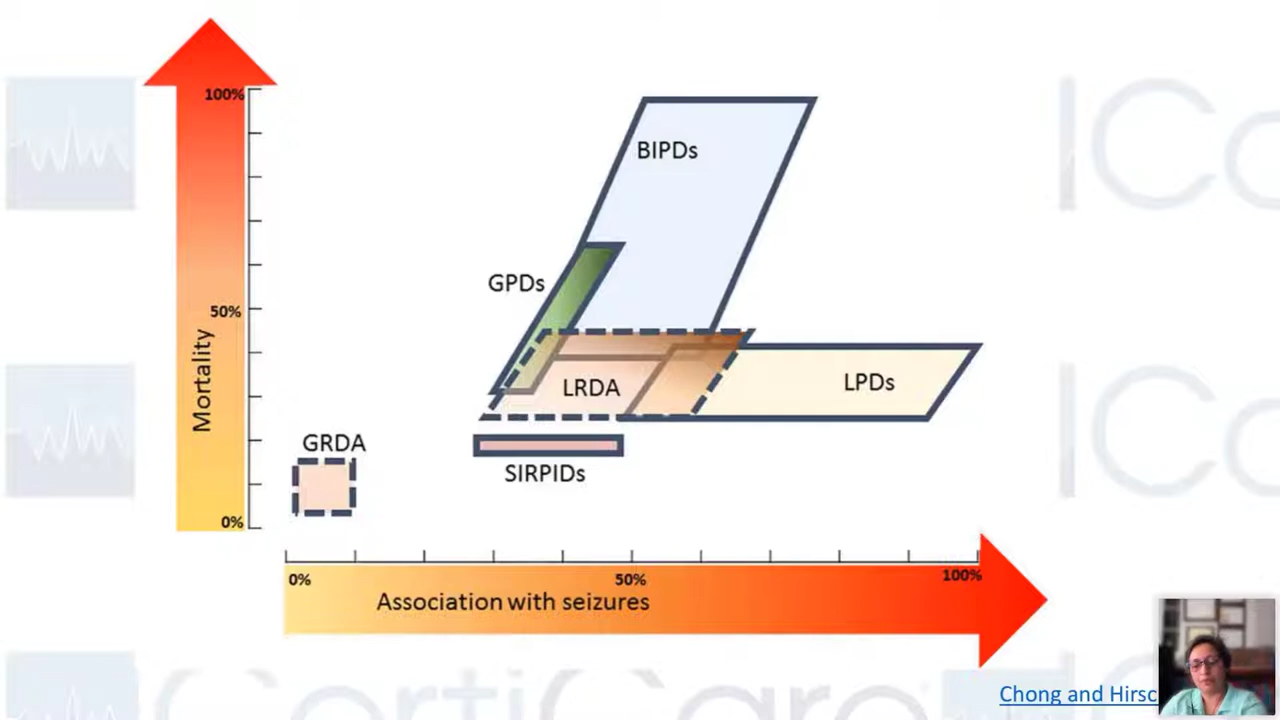 100%
BIPDs
GPDs
50%
Mortality
LRDA
LPDs
GRDA
SIRPIDs
0%
0%
50%
100%
Association with seizures
Chong and Hirsc